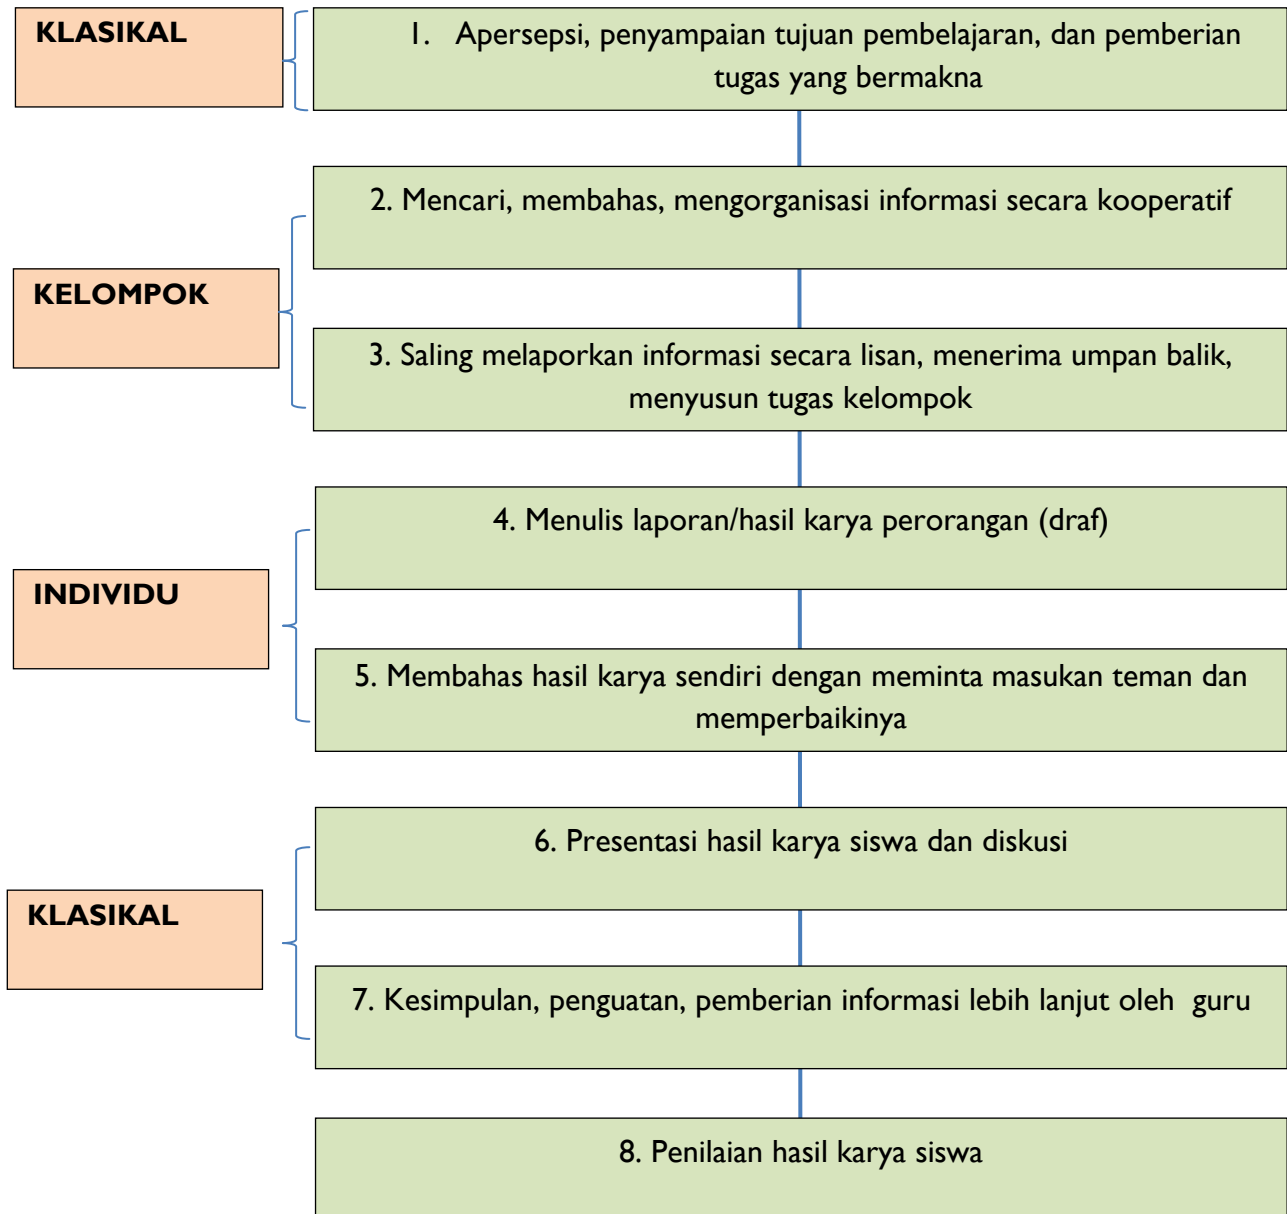 KLASIKAL
1. Apersepsi, penyampaian tujuan pembelajaran, dan pemberian
tugas yang bermakna
2. Mencari, membahas, mengorganisasi informasi secara kooperatif
KELOMPOK
3. Saling melaporkan informasi secara lisan, menerima umpan balik,
menyusun tugas kelompok
4. Menulis laporan/hasil karya perorangan (draf)
INDIVIDU
5. Membahas hasil karya sendiri dengan meminta masukan teman dan
memperbaikinya
6. Presentasi hasil karya siswa dan diskusi
KLASIKAL
7. Kesimpulan, penguatan, pemberian informasi lebih lanjut oleh guru
8. Penilaian hasil karya siswa